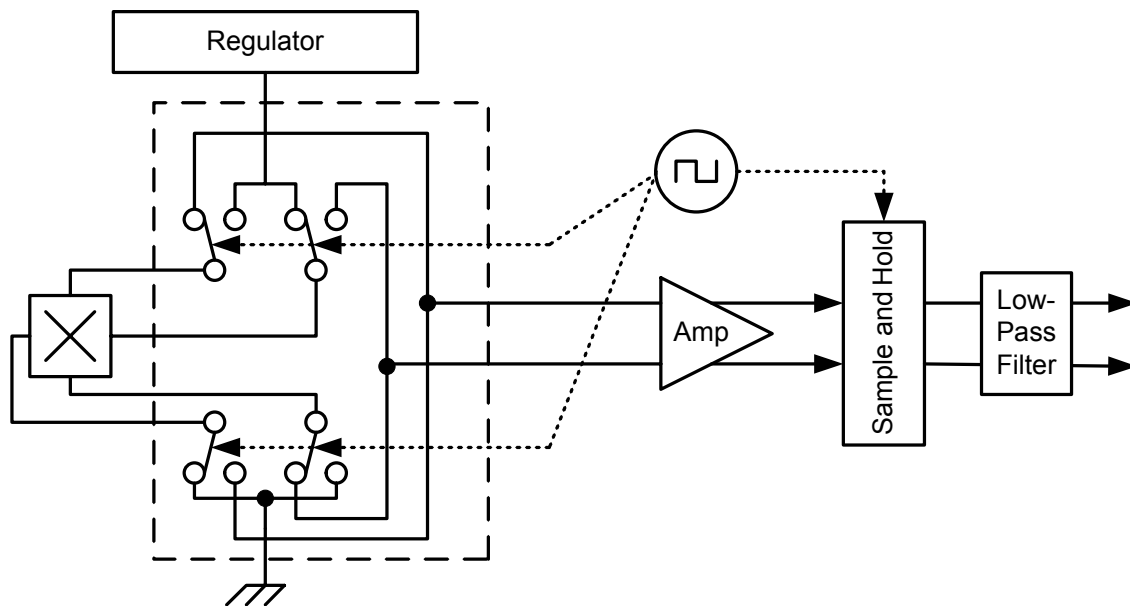 Regulator
Amp
Sample and Hold
Low-
Pass
Filter